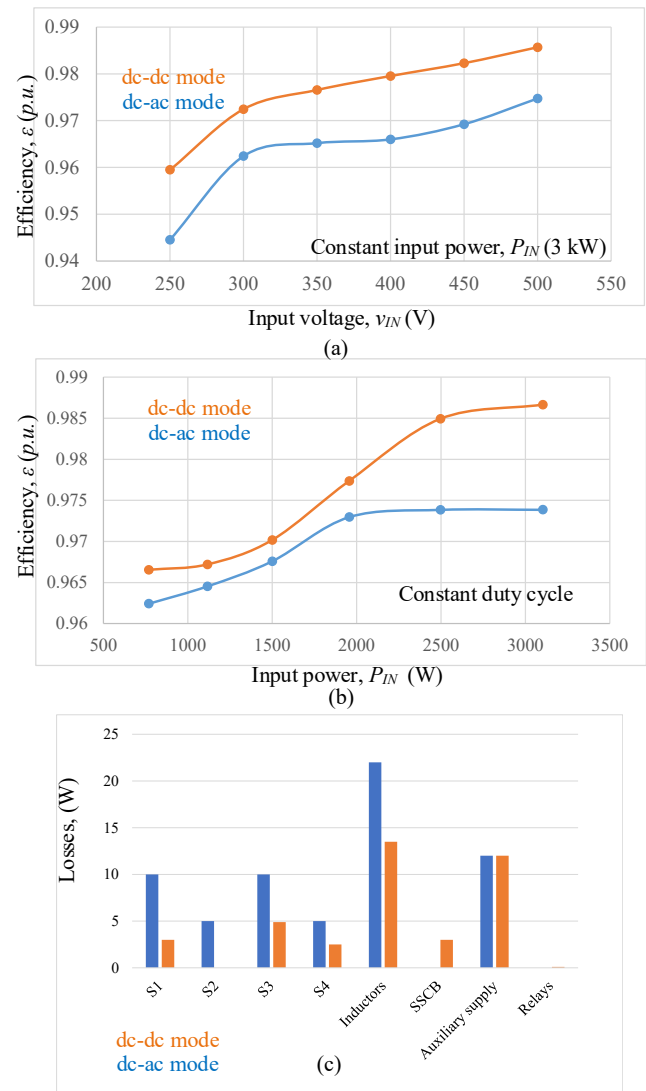 0.99
0.98
0.97
0.96
0.95
0.94
Efficiency, ε (p.u.)
dc-dc mode
dc-ac mode
Constant input power, P_IN (3 kW)
200 250 300 350 400 450 500 550
Input voltage, v_IN (V)
(a)
0.99
0.985
0.98
0.975
0.97
0.965
0.96
Efficiency, ε (p.u.)
dc-dc mode
dc-ac mode
Constant duty cycle
500 1000 1500 2000 2500 3000 3500
Input power, P_IN (W)
(b)
25
20
15
10
5
0
Losses, (W)
S1 S2 S3 S4 Inductors SSCB Auxiliary supply Relays
dc-dc mode
dc-ac mode
(c)